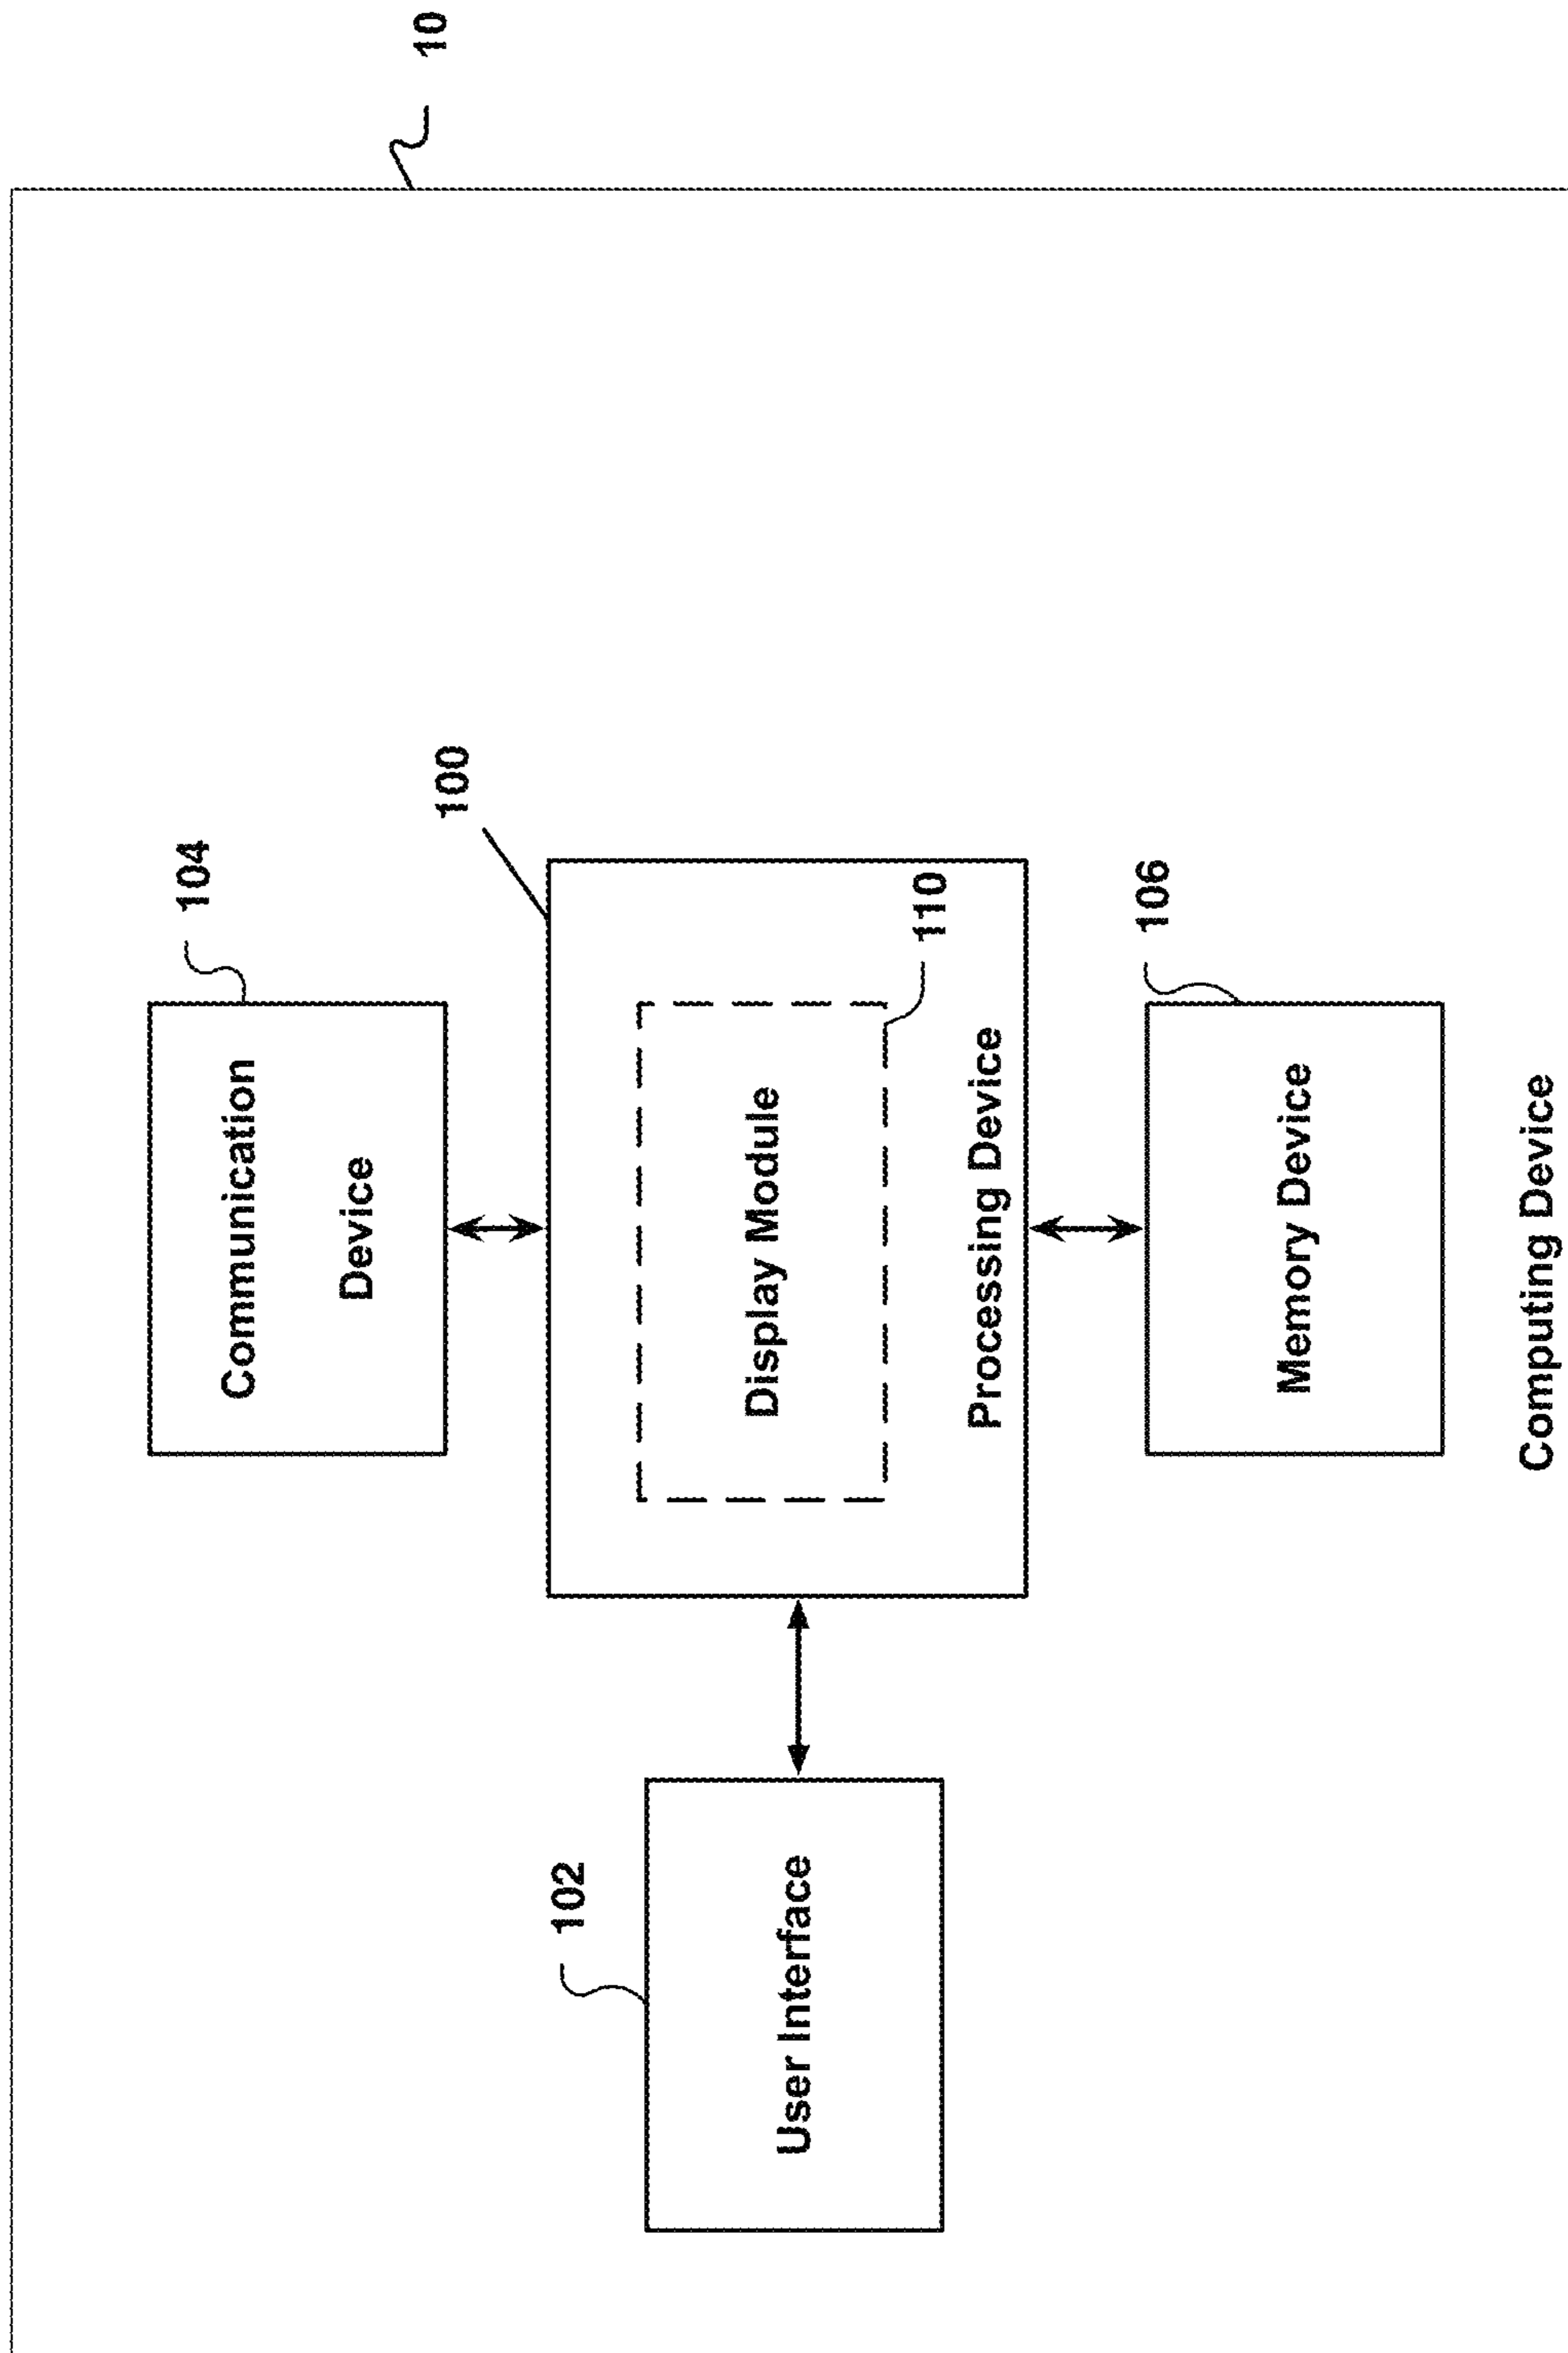 10
104
Communication
Device
100
110
Display Module
Processing Device
102
User Interface
106
Memory Device
Computing Device